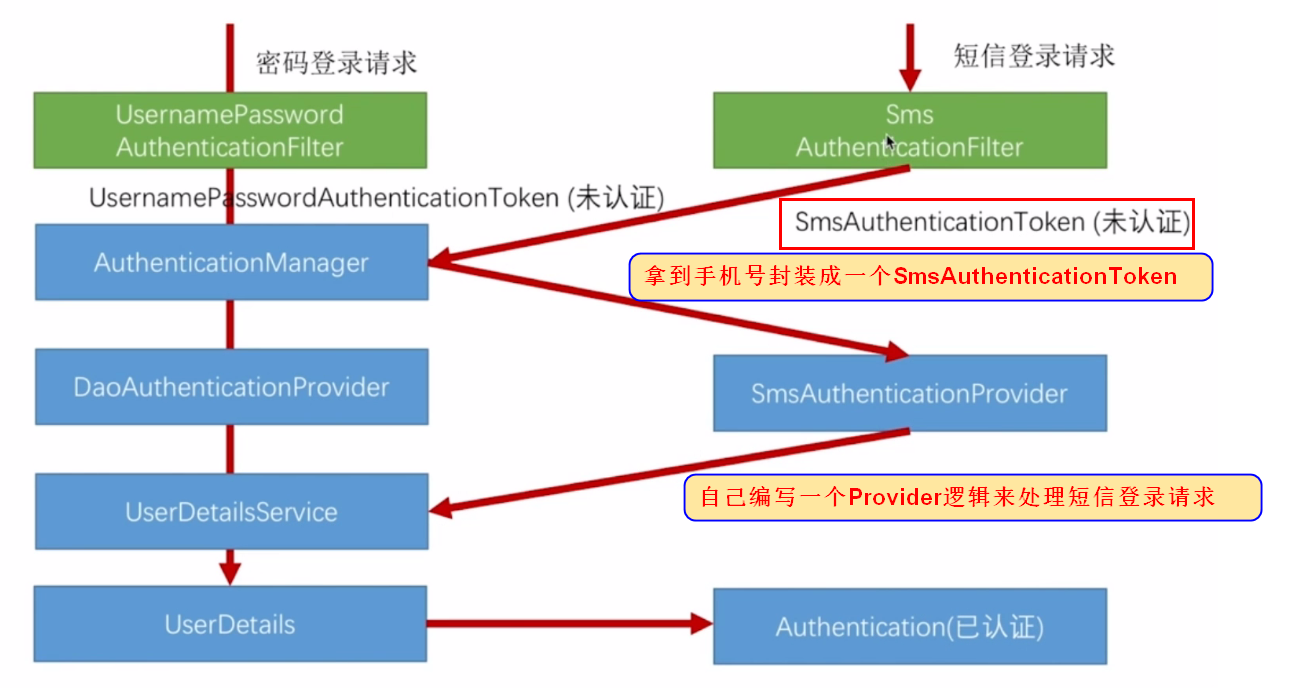 密码登录请求
短信登录请求
UsernamePassword
AuthenticationFilter
Sms
AuthenticationFilter
UsernamePasswordAuthenticationToken (未认证)
SmsAuthenticationToken (未认证)
AuthenticationManager
拿到手机号封装成一个SmsAuthenticationToken
DaoAuthenticationProvider
SmsAuthenticationProvider
UserDetailsService
自己编写一个Provider逻辑来处理短信登录请求
UserDetails
Authentication(已认证)